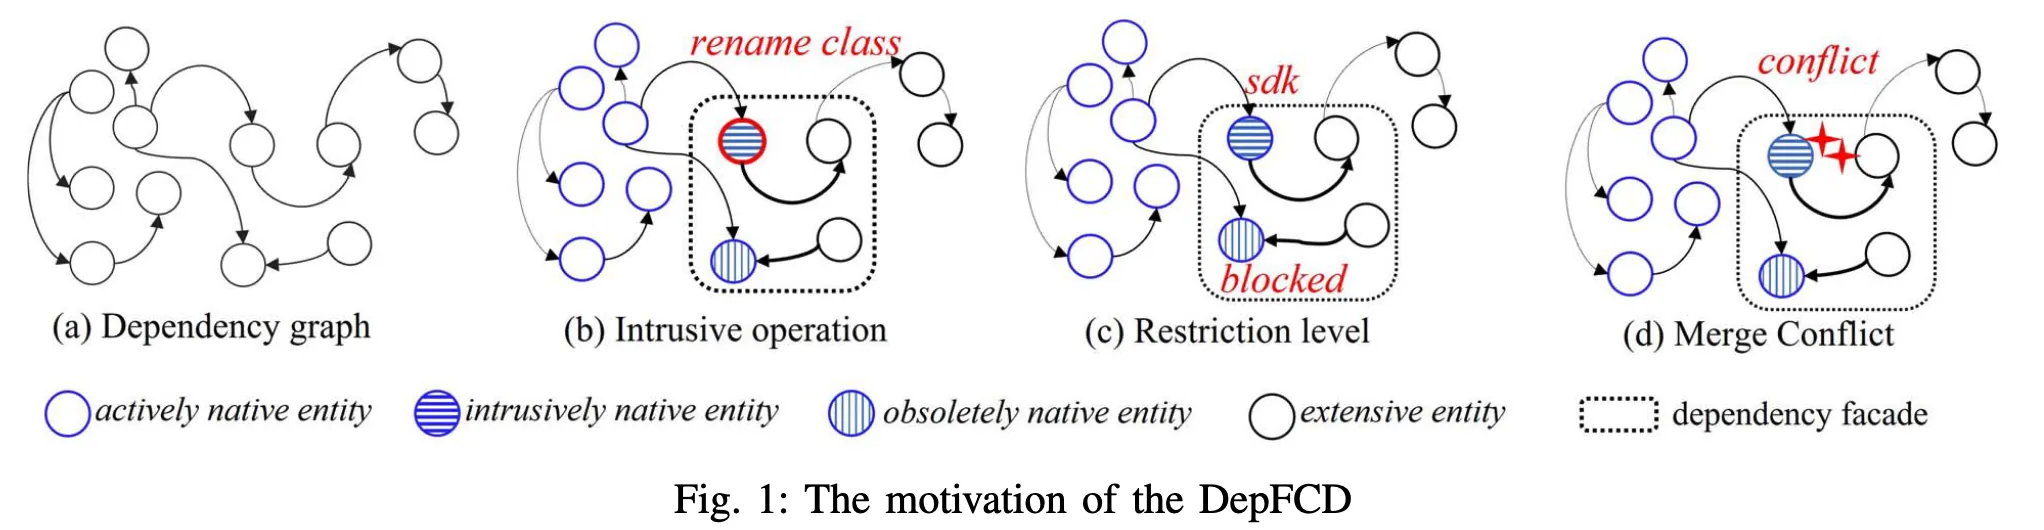 rename class
sdk
conflict
blocked
(a) Dependency graph
(b) Intrusive operation
(c) Restriction level
(d) Merge Conflict
actively native entity
intrusively native entity
obsoletely native entity
extensive entity
dependency facade
Fig. 1: The motivation of the DepFCD